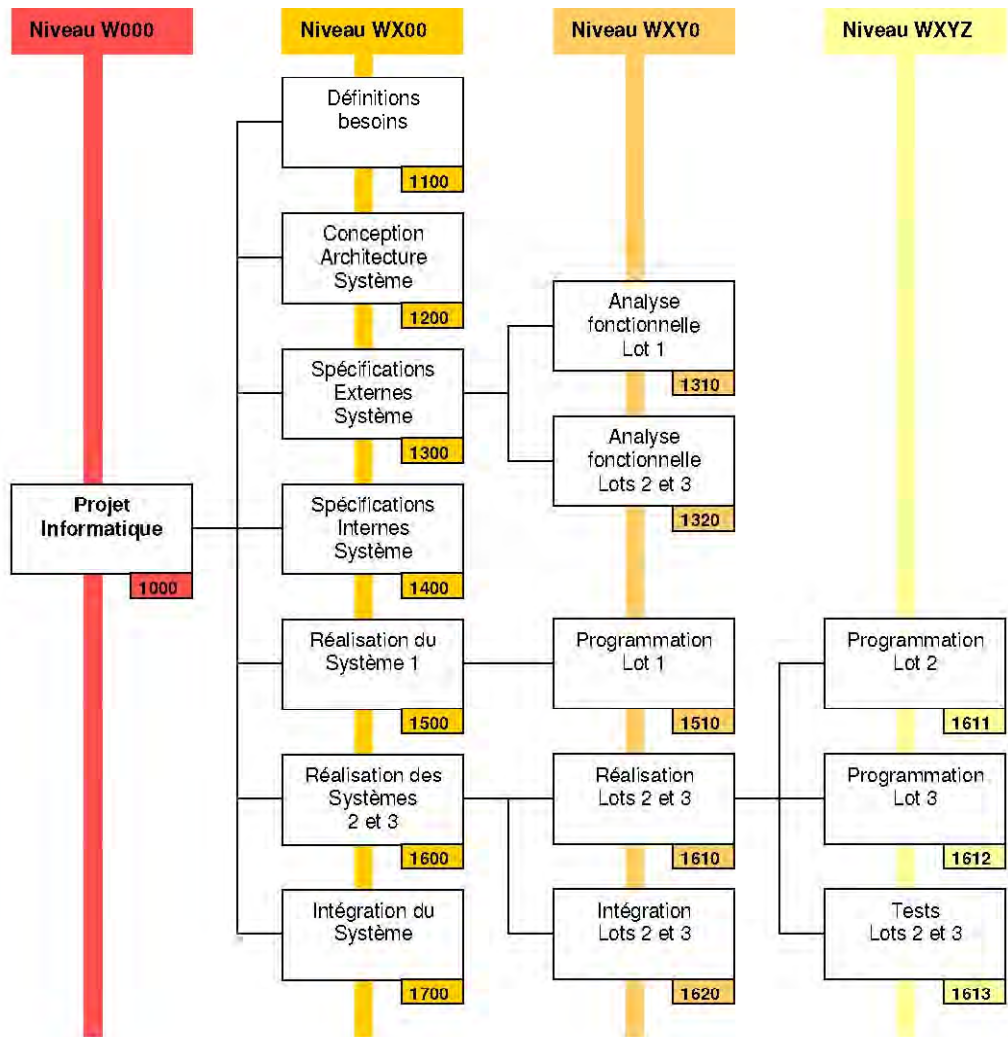 Niveau W000
Niveau WX00
Niveau WXY0
Niveau WXYZ
Définitions
besoins
1100
Conception
Architecture
Système
1200
Analyse
fonctionnelle
Lot 1
1310
Spécifications
Externes
Système
1300
Analyse
fonctionnelle
Lots 2 et 3
1320
Projet
Informatique
1000
Spécifications
Internes
Système
1400
Réalisation du
Système 1
1500
Programmation
Lot 1
1510
Programmation
Lot 2
1611
Réalisation des
Systèmes
2 et 3
1600
Réalisation
Lots 2 et 3
1610
Programmation
Lot 3
1612
Intégration du
Système
1700
Intégration
Lots 2 et 3
1620
Tests
Lots 2 et 3
1613